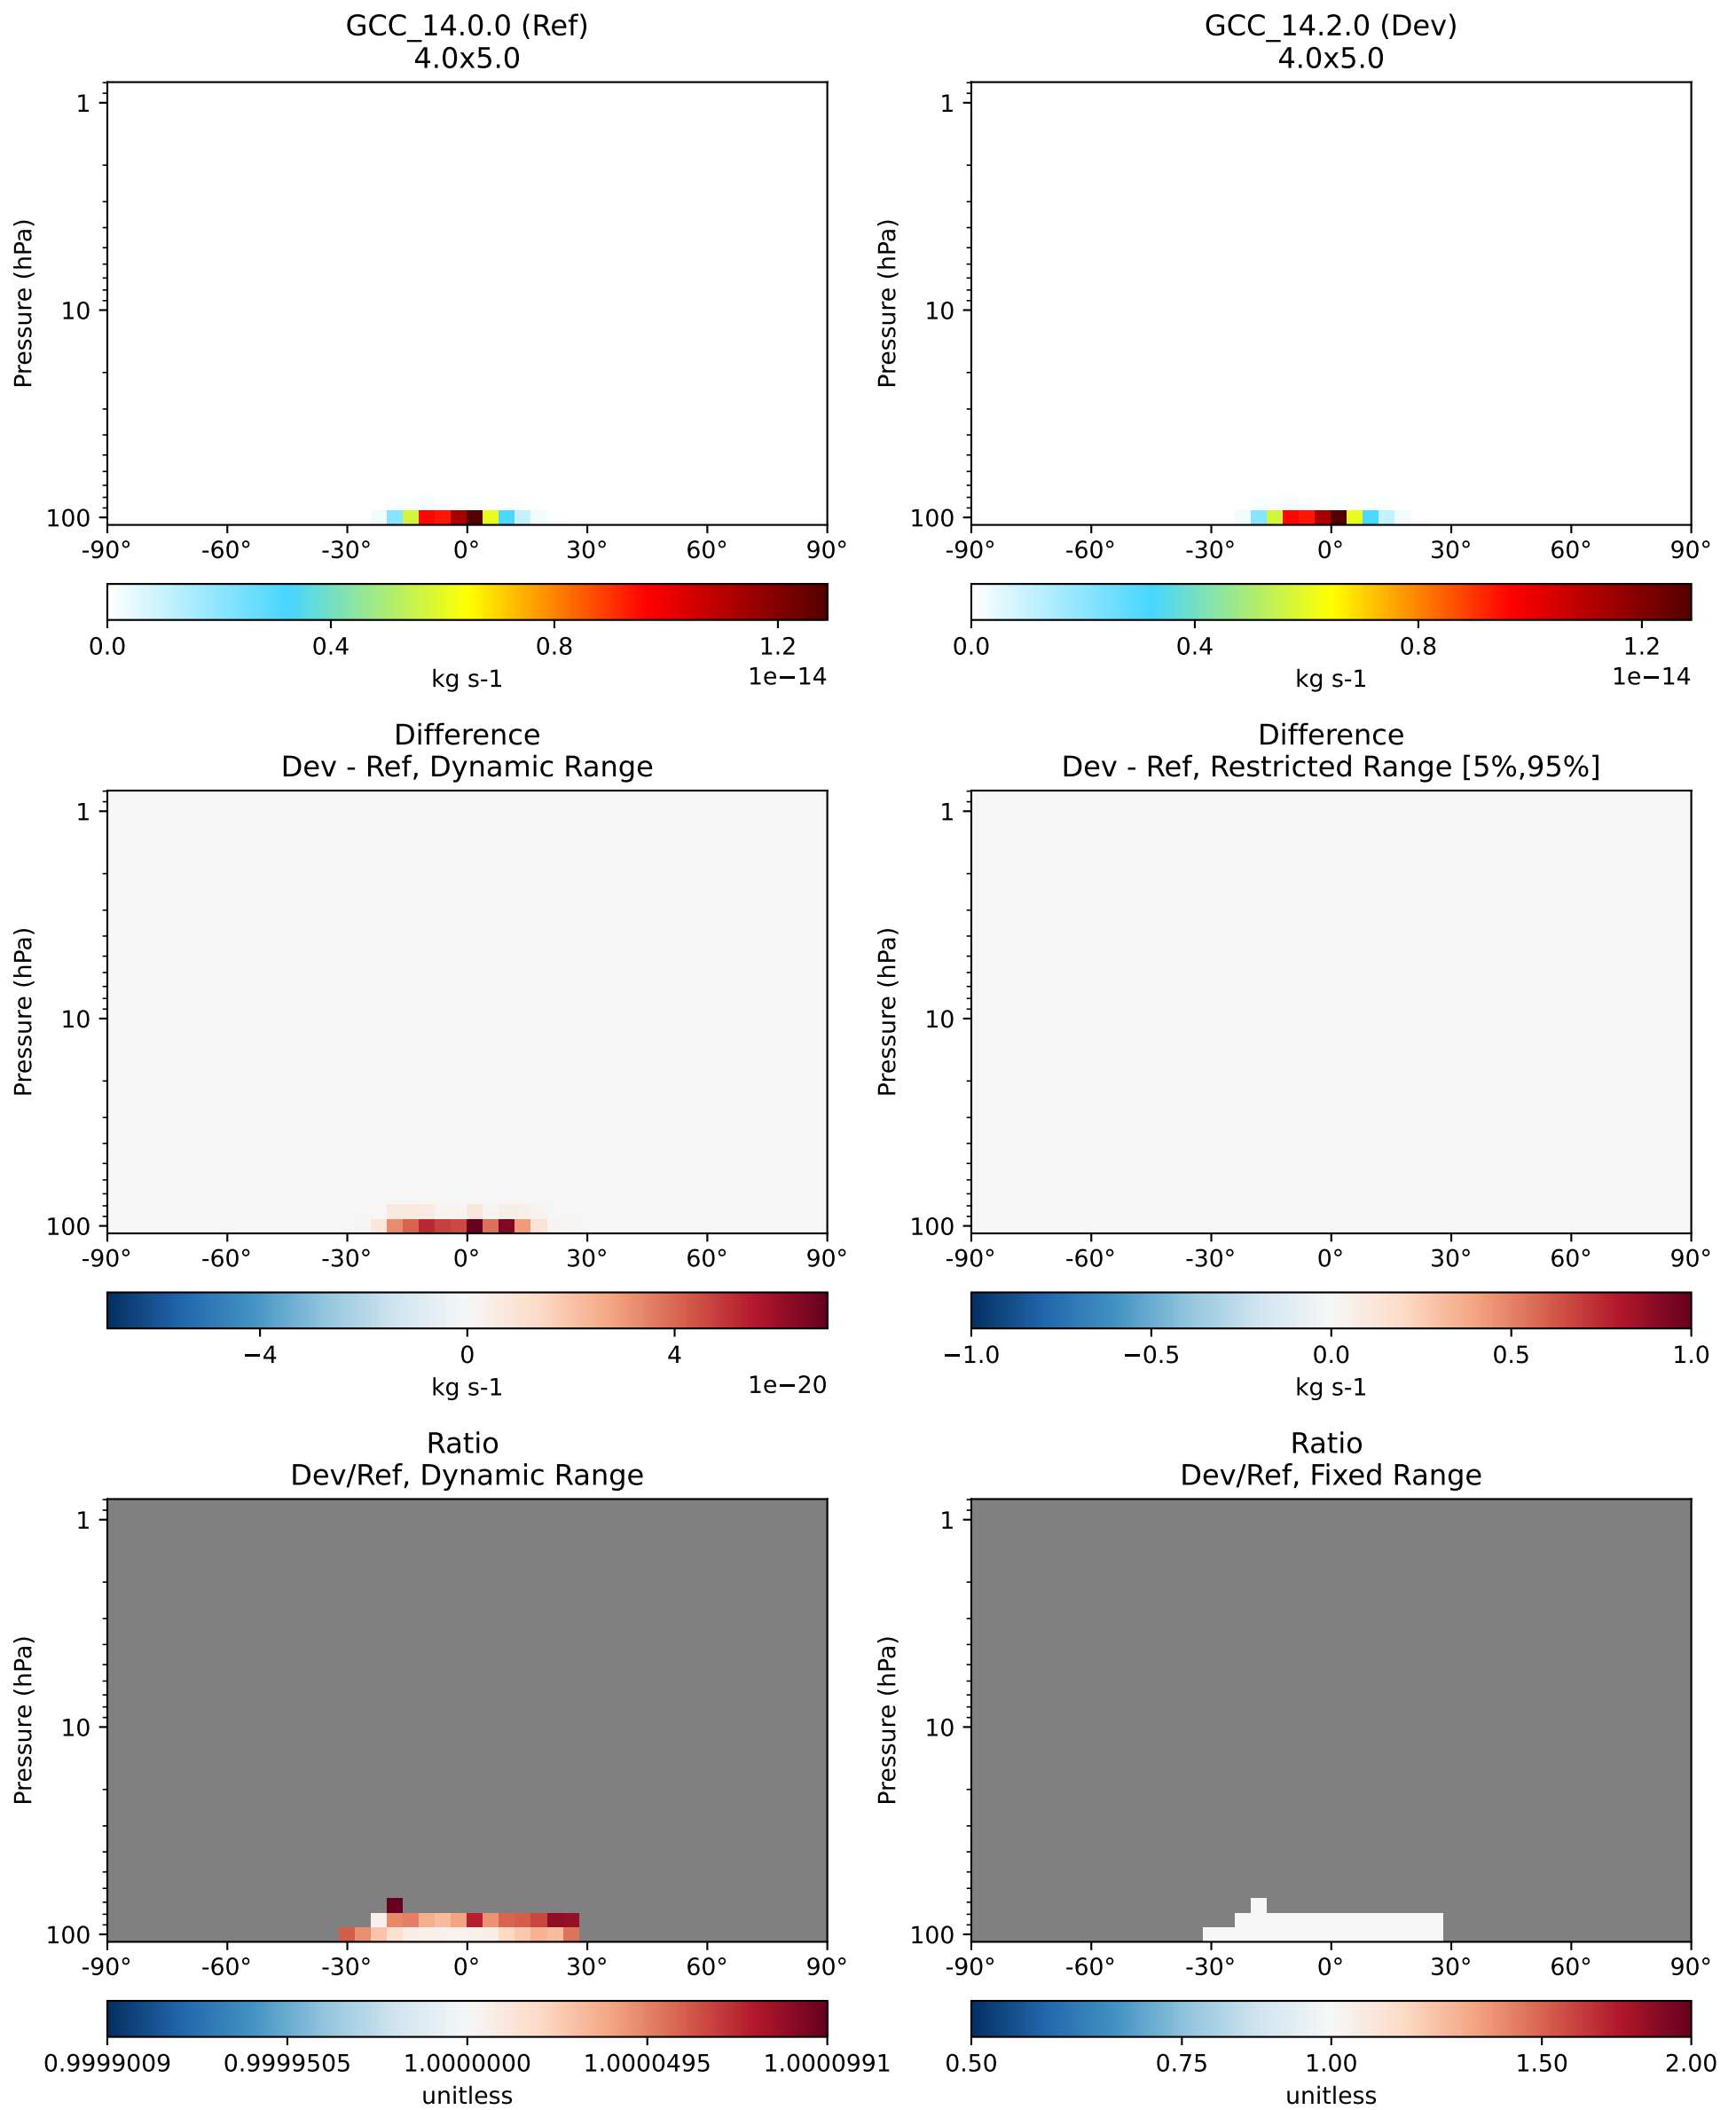 GCC_14.0.0 (Ref)
4.0x5.0
Pressure (hPa)
1
10
100
-90° -60° -30° 0° 30° 60° 90°
0.0 0.4 0.8 1.2
kg s-1
1e−14
GCC_14.2.0 (Dev)
4.0x5.0
Pressure (hPa)
1
10
100
-90° -60° -30° 0° 30° 60° 90°
0.0 0.4 0.8 1.2
kg s-1
1e−14
Difference
Dev - Ref, Dynamic Range
Pressure (hPa)
1
10
100
-90° -60° -30° 0° 30° 60° 90°
−4 0 4
kg s-1
1e−20
Difference
Dev - Ref, Restricted Range [5%,95%]
Pressure (hPa)
1
10
100
-90° -60° -30° 0° 30° 60° 90°
−1.0 −0.5 0.0 0.5 1.0
kg s-1
Ratio
Dev/Ref, Dynamic Range
Pressure (hPa)
1
10
100
-90° -60° -30° 0° 30° 60° 90°
0.9999009 0.9999505 1.0000000 1.0000495 1.0000991
unitless
Ratio
Dev/Ref, Fixed Range
Pressure (hPa)
1
10
100
-90° -60° -30° 0° 30° 60° 90°
0.50 0.75 1.00 1.50 2.00
unitless